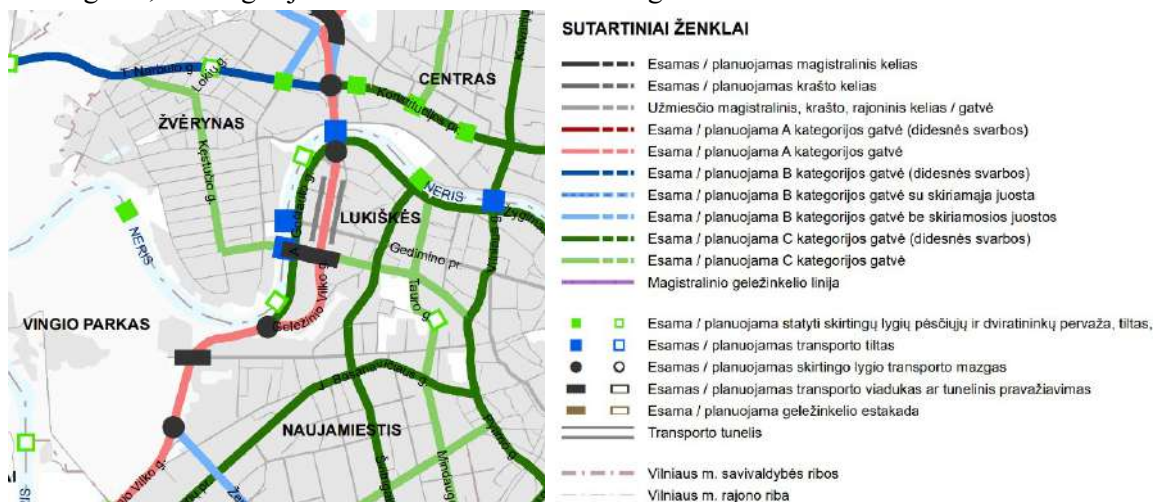 T. Narbuto g.
Lokių g.
CENTRAS
Konstitucijos pr.
ŽVĖRYNAS
Kęstučio g.
NERIS
A. Goštauto g.
LUKIŠKĖS
NERIS
Gedimino pr.
Tauro g.
Geležinio Vilko g.
VINGIO PARKAS
J. Basanavičiaus g.
NAUJAMIESTIS
Pylimo g.
SUTARTINIAI ŽENKLAI
Esamas / planuojamas magistralinis kelias
Esamas / planuojamas krašto kelias
Užmiesčio magistralinis, krašto, rajoninis kelias / gatvė
Esama / planuojama A kategorijos gatvė (didesnės svarbos)
Esama / planuojama A kategorijos gatvė
Esama / planuojama B kategorijos gatvė (didesnės svarbos)
Esama / planuojama B kategorijos gatvė su skiriamąja juosta
Esama / planuojama B kategorijos gatvė be skiriamosios juostos
Esama / planuojama C kategorijos gatvė (didesnės svarbos)
Esama / planuojama C kategorijos gatvė
Magistralinio geležinkelio linija
Esama / planuojama statyti skirtingų lygių pėsčiųjų ir dviratininkų pervaža, tiltas,
Esamas / planuojamas transporto tiltas
Esamas / planuojamas skirtingo lygio transporto mazgas
Esamas / planuojamas transporto viadukas ar tunelinis pravažiavimas
Esama / planuojama geležinkelio estakada
Transporto tunelis
Vilniaus m. savivaldybės ribos
Vilniaus m. rajono riba